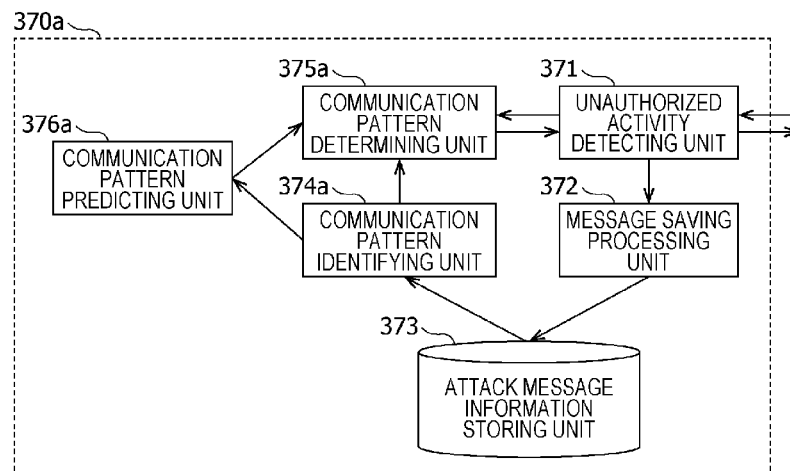 370a
375a
COMMUNICATION
PATTERN
DETERMINING UNIT
371
UNAUTHORIZED
ACTIVITY
DETECTING UNIT
376a
COMMUNICATION
PATTERN
PREDICTING UNIT
374a
COMMUNICATION
PATTERN
IDENTIFYING UNIT
372
MESSAGE SAVING
PROCESSING
UNIT
373
ATTACK MESSAGE
INFORMATION
STORING UNIT